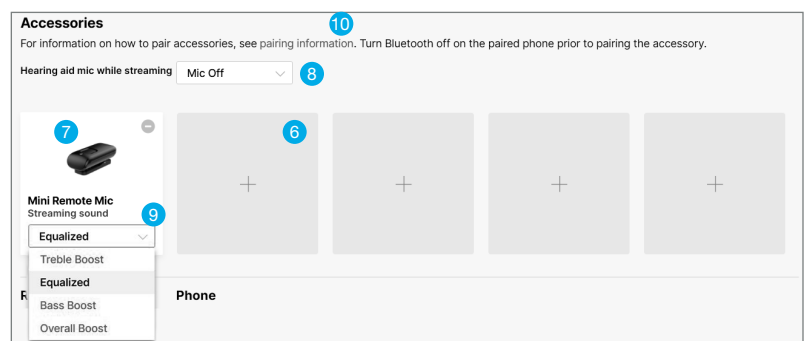 Accessories
10
For information on how to pair accessories, see pairing information. Turn Bluetooth off on the paired phone prior to pairing the accessory.
Hearing aid mic while streaming
Mic Off
8
7
6
Mini Remote Mic
Streaming sound
9
Equalized
Treble Boost
Equalized
Bass Boost
Overall Boost
Phone